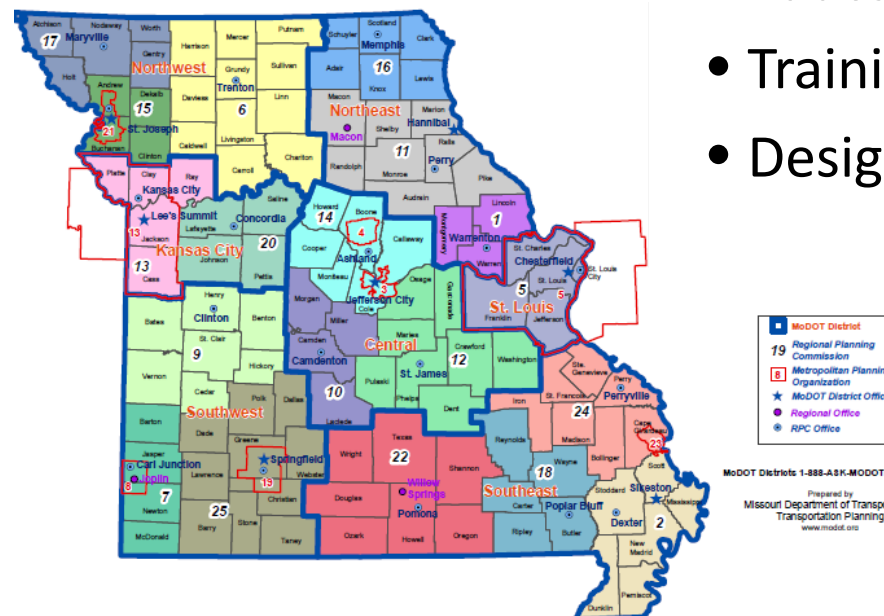 • Traini
• Desig
Atchison
Nodaway
Worth
17
Maryville
Gentry
Holt
Northwest
Harrison
Mercer
Putnam
Grundy
Trenton
Sullivan
Andrew
Dekalb
15
Daviess
6
Linn
21
St. Joseph
Buchanan
Clinton
Caldwell
Livingston
Carroll
Chariton
Schuyler
Scotland
Memphis
Clark
Adair
16
Knox
Lewis
Northeast
Macon
Macon
Shelby
Marion
Hannibal
Ralls
11
Perry
Randolph
Monroe
Pike
Audrain
Platte
Clay
Ray
Kansas City
Lee's Summit
13
Jackson
Kansas City
13
Cass
Lafayette
Saline
Concordia
Johnson
20
Pettis
14
Howard
Boone
4
Cooper
Callaway
Ashland
Moniteau
3
Jefferson City
Cole
Osage
Gasconade
Lincoln
1
Montgomery
Warrenton
Warren
St. Charles
Chesterfield
St. Louis
St. Louis
City
5
5
St. Louis
Franklin
Jefferson
Morgan
Miller
Camden
Camdenton
10
Laclede
Central
Maries
12
Crawford
Washington
Pulaski
St. James
Phelps
Dent
Henry
Clinton
Bates
Benton
St. Clair
9
Vernon
Hickory
Cedar
Southwest
Polk
Dallas
Barton
Dade
Greene
Jasper
Carl Junction
Joplin
8
7
Newton
McDonald
Lawrence
Springfield
19
Webster
Christian
25
Barry
Stone
Taney
Wright
Texas
22
Shannon
Willow
Springs
Douglas
Pomona
Ozark
Howell
Oregon
Ste.
Genevieve
St. Francois
Perry
Perryville
Iron
24
Madison
Cape
Girardeau
23
Bollinger
Scott
Reynolds
18
Wayne
Southeast
Carter
Poplar Bluff
Ripley
Butler
Stoddard
Sikeston
Mississippi
Dexter
2
New
Madrid
Pemiscot
Dunklin
MoDOT District
19 Regional Planning
Commission
8 Metropolitan Planning
Organization
MoDOT District Offic
Regional Office
RPC Office
MoDOT Districts 1-888-ASK-MODOT
Prepared by
Missouri Department of Transp
Transportation Planning
www.modot.org